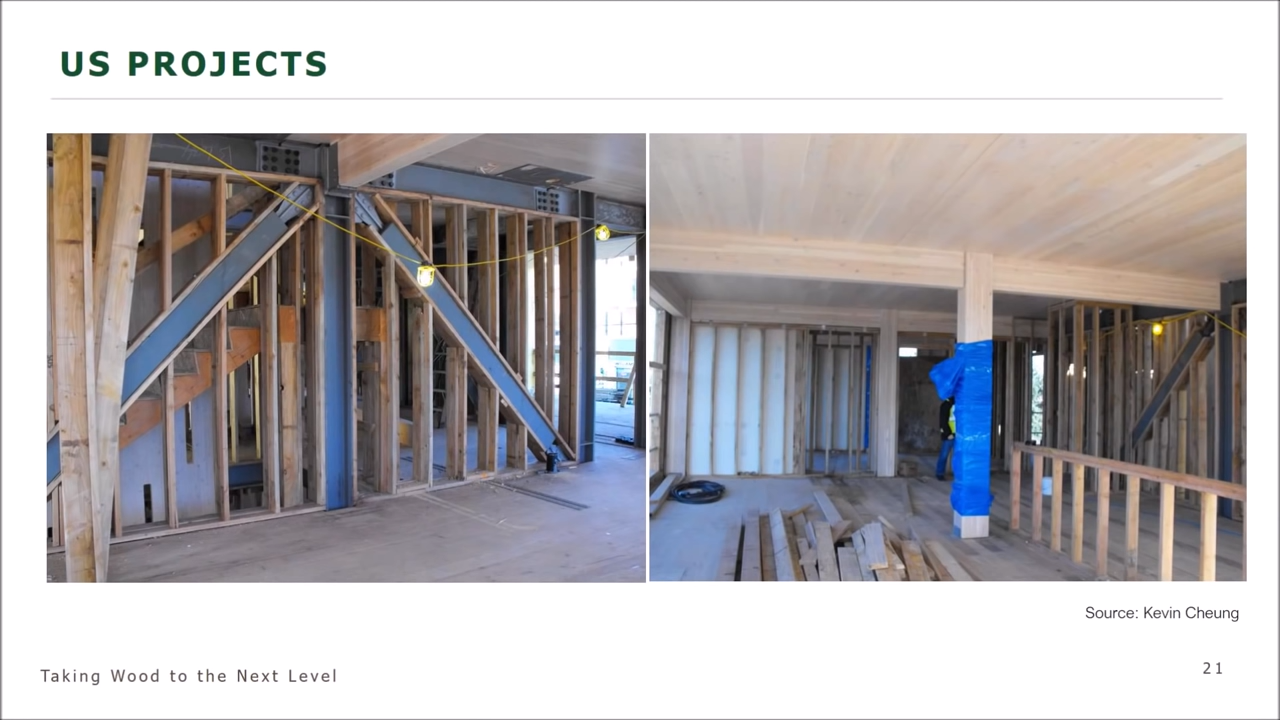 US PROJECTS
Source: Kevin Cheung
Taking Wood to the Next Level
21